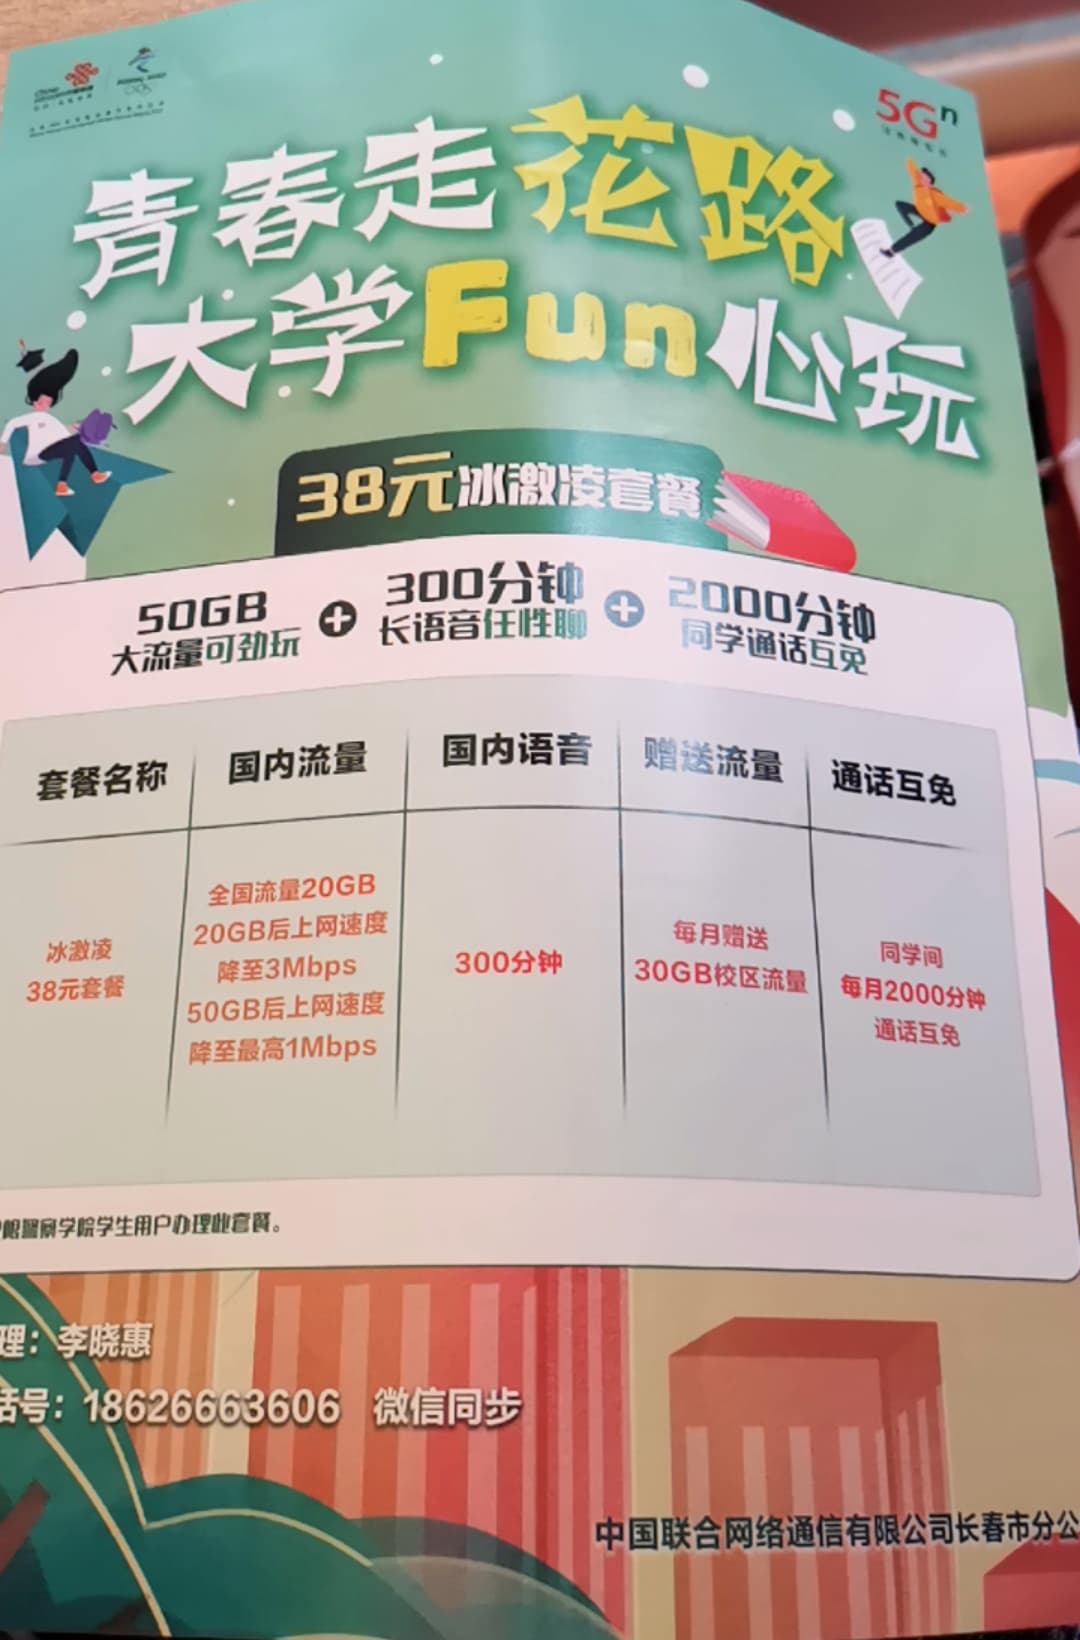 5Gⁿ
青春走花路
大学Fun心玩
38元冰激凌套餐
50GB
大流量可劲玩
+
300分钟
长语音任性聊
+
2000分钟
同学通话互免
套餐名称 国内流量 国内语音 赠送流量 通话互免
冰激凌
38元套餐
全国流量20GB
20GB后上网速度
降至3Mbps
50GB后上网速度
降至最高1Mbps
300分钟
每月赠送
30GB校区流量
同学间
每月2000分钟
通话互免
限警察学院学生用户办理此套餐。
理：李晓惠
话号：18626663606 微信同步
中国联合网络通信有限公司长春市分公